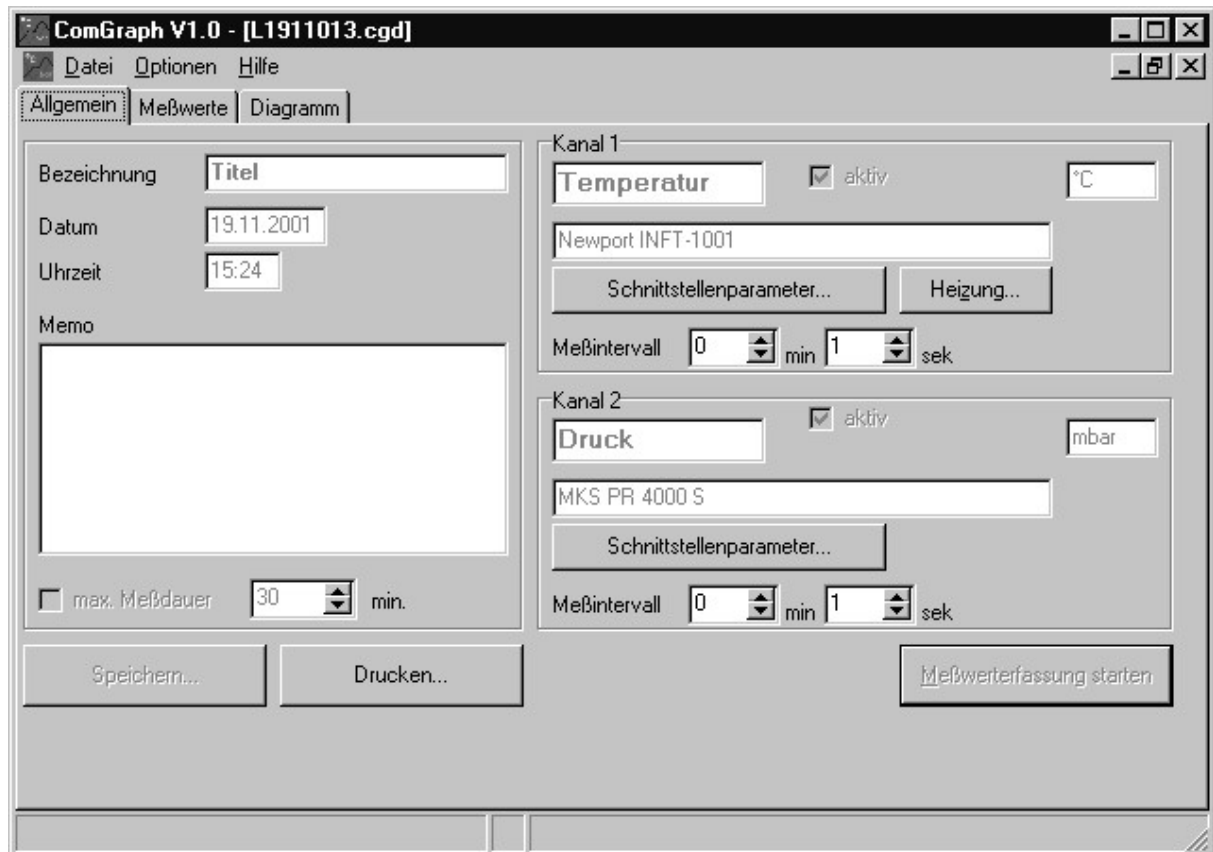 ComGraph V1.0 - [L1911013.cgd]
Datei Optionen Hilfe
Allgemein Meßwerte Diagramm
Bezeichnung Titel
Datum 19.11.2001
Uhrzeit 15:24
Memo
max. Meßdauer 30 min.
Speichern... Drucken...
Kanal 1
Temperatur aktiv °C
Newport INFT-1001
Schnittstellenparameter... Heizung...
Meßintervall 0 min 1 sek
Kanal 2
Druck aktiv mbar
MKS PR 4000 S
Schnittstellenparameter...
Meßintervall 0 min 1 sek
Meßwerterfassung starten